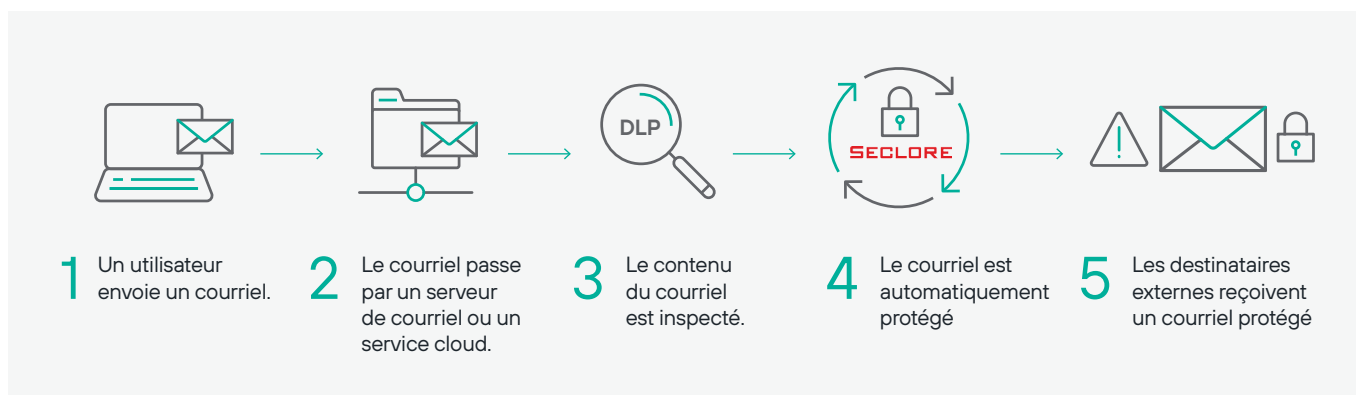 DLP
SECLORE
1
Un utilisateur
envoie un courriel.
2
Le courriel passe
par un serveur
de courriel ou un
service cloud.
3
Le contenu
du courriel
est inspecté.
4
Le courriel est
automatiquement
protégé
5
Les destinataires
externes reçoivent
un courriel protégé